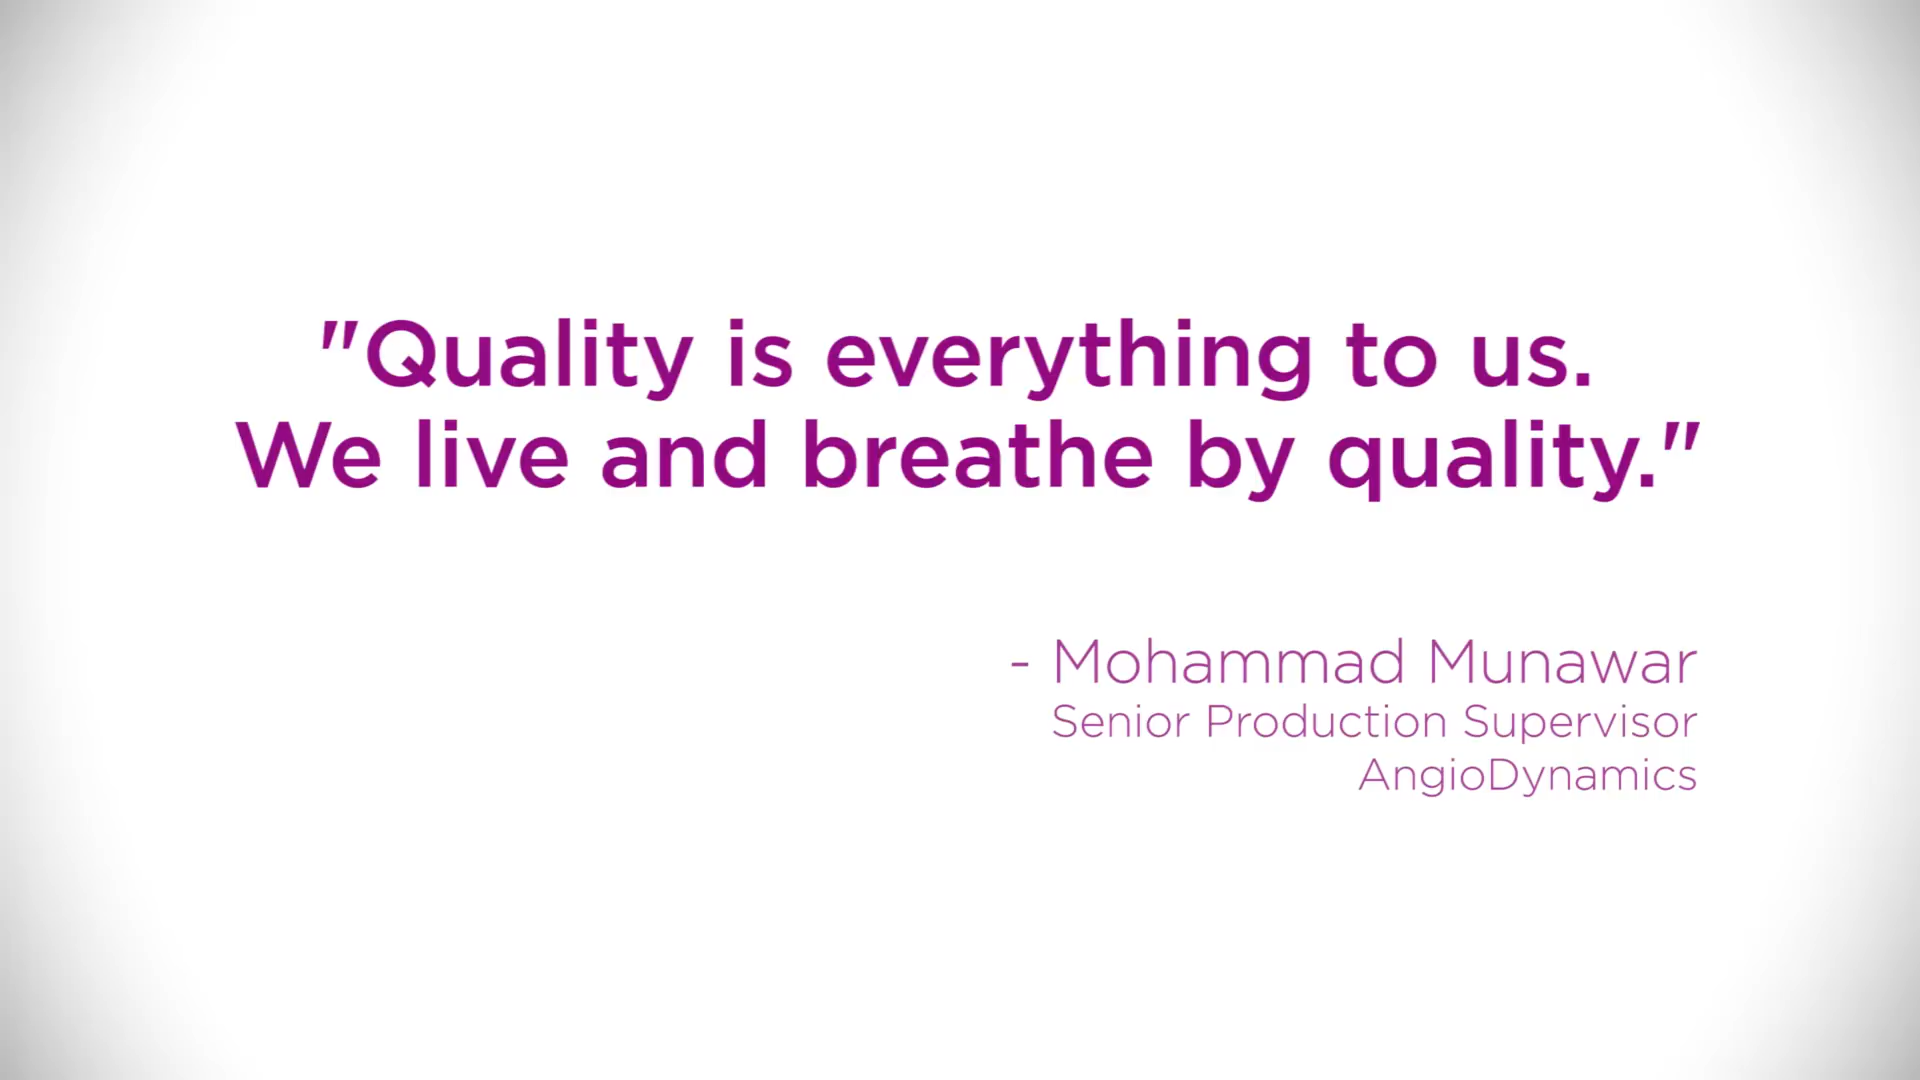 "Quality is everything to us.
We live and breathe by quality."
- Mohammad Munawar
Senior Production Supervisor
AngioDynamics